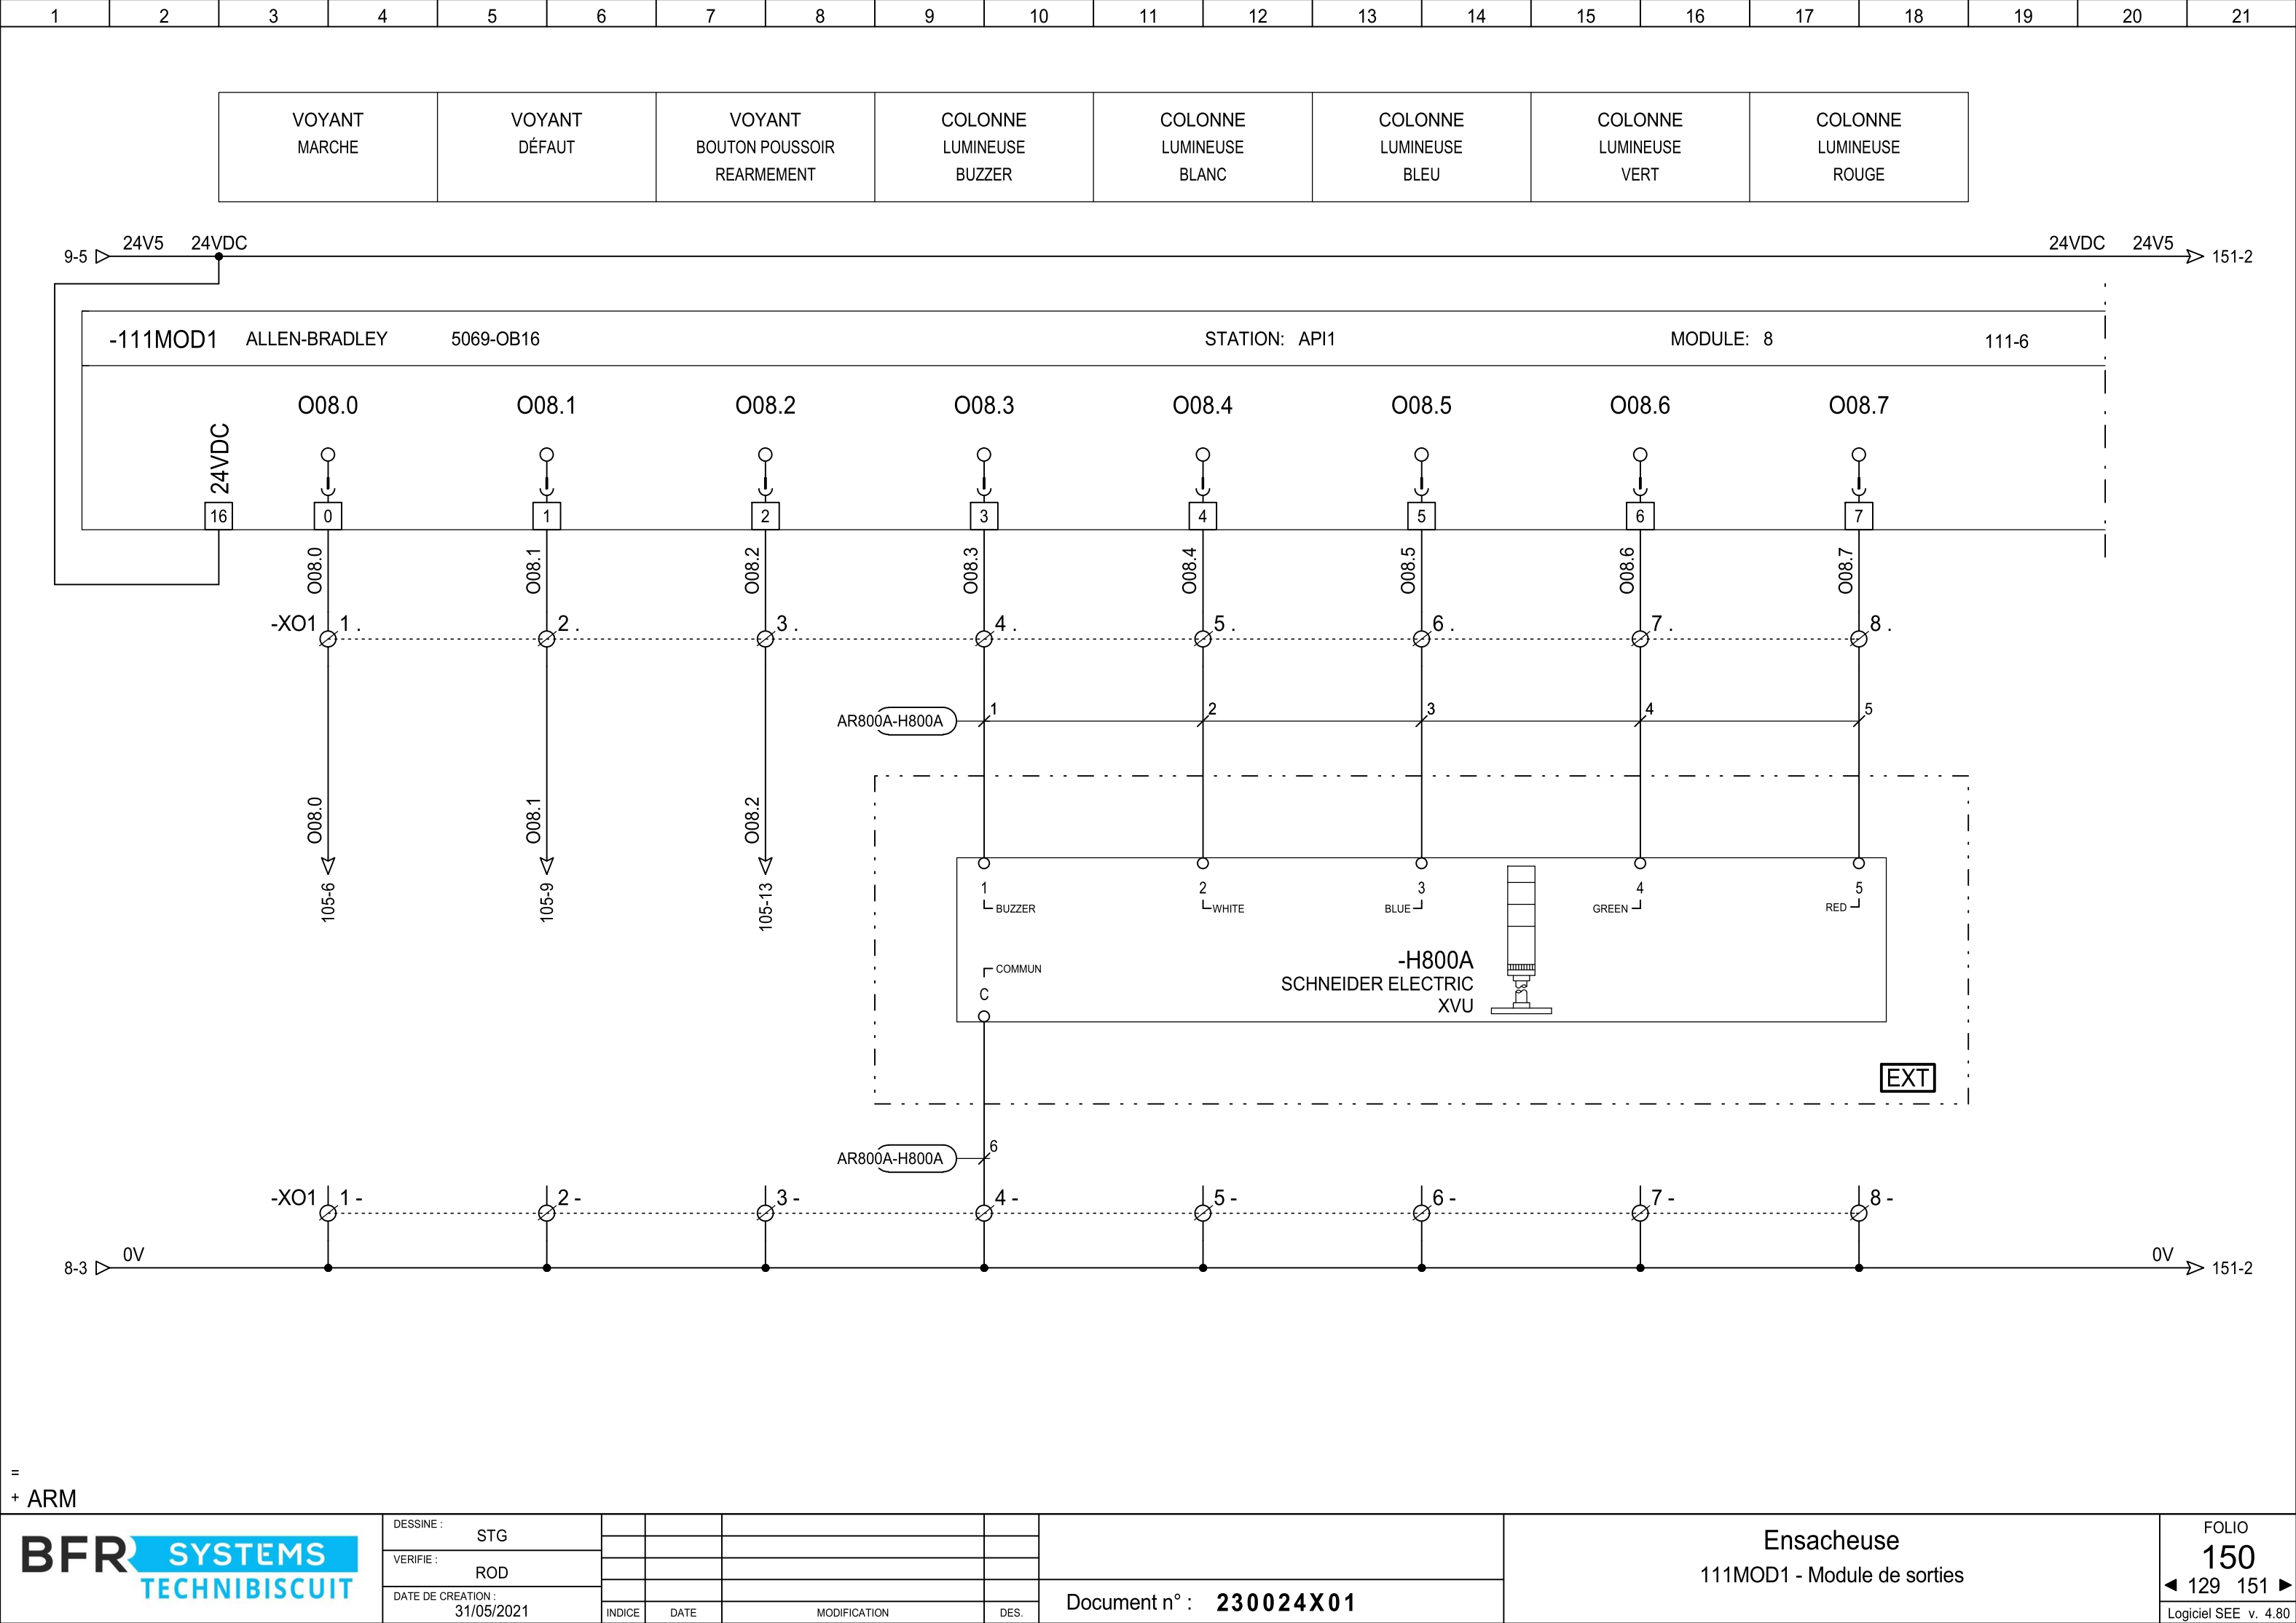 1 2 3 4 5 6 7 8 9 10 11 12 13 14 15 16 17 18 19 20 21
VOYANT VOYANT VOYANT COLONNE COLONNE COLONNE COLONNE COLONNE
MARCHE DÉFAUT BOUTON POUSSOIR LUMINEUSE LUMINEUSE LUMINEUSE LUMINEUSE LUMINEUSE
REARMEMENT BUZZER BLANC BLEU VERT ROUGE
24V5 24VDC 24VDC 24V5
9-5 151-2
-111MOD1 ALLEN-BRADLEY 5069-OB16 STATION: API1 MODULE: 8 111-6
O08.0 O08.1 O08.2 O08.3 O08.4 O08.5 O08.6 O08.7
24VDC
16 0 1 2 3 4 5 6 7
O08.0 O08.1 O08.2 O08.3 O08.4 O08.5 O08.6 O08.7
-XO1 1 . 2 . 3 . 4 . 5 . 6 . 7 . 8 .
AR800A-H800A 1 2 3 4 5
O08.0 O08.1 O08.2
105-6 105-9 105-13
1 2 3 4 5
BUZZER WHITE BLUE GREEN RED
COMMUN
C
-H800A
SCHNEIDER ELECTRIC
XVU
EXT
AR800A-H800A 6
-XO1 1 - 2 - 3 - 4 - 5 - 6 - 7 - 8 -
0V 0V
8-3 151-2
=
+ ARM
BFR SYSTEMS
TECHNIBISCUIT
DESSINE :
STG
VERIFIE :
ROD
DATE DE CREATION :
31/05/2021
INDICE DATE MODIFICATION DES.
Document n° : 230024X01
Ensacheuse
111MOD1 - Module de sorties
FOLIO
150
129 151
Logiciel SEE v. 4.80